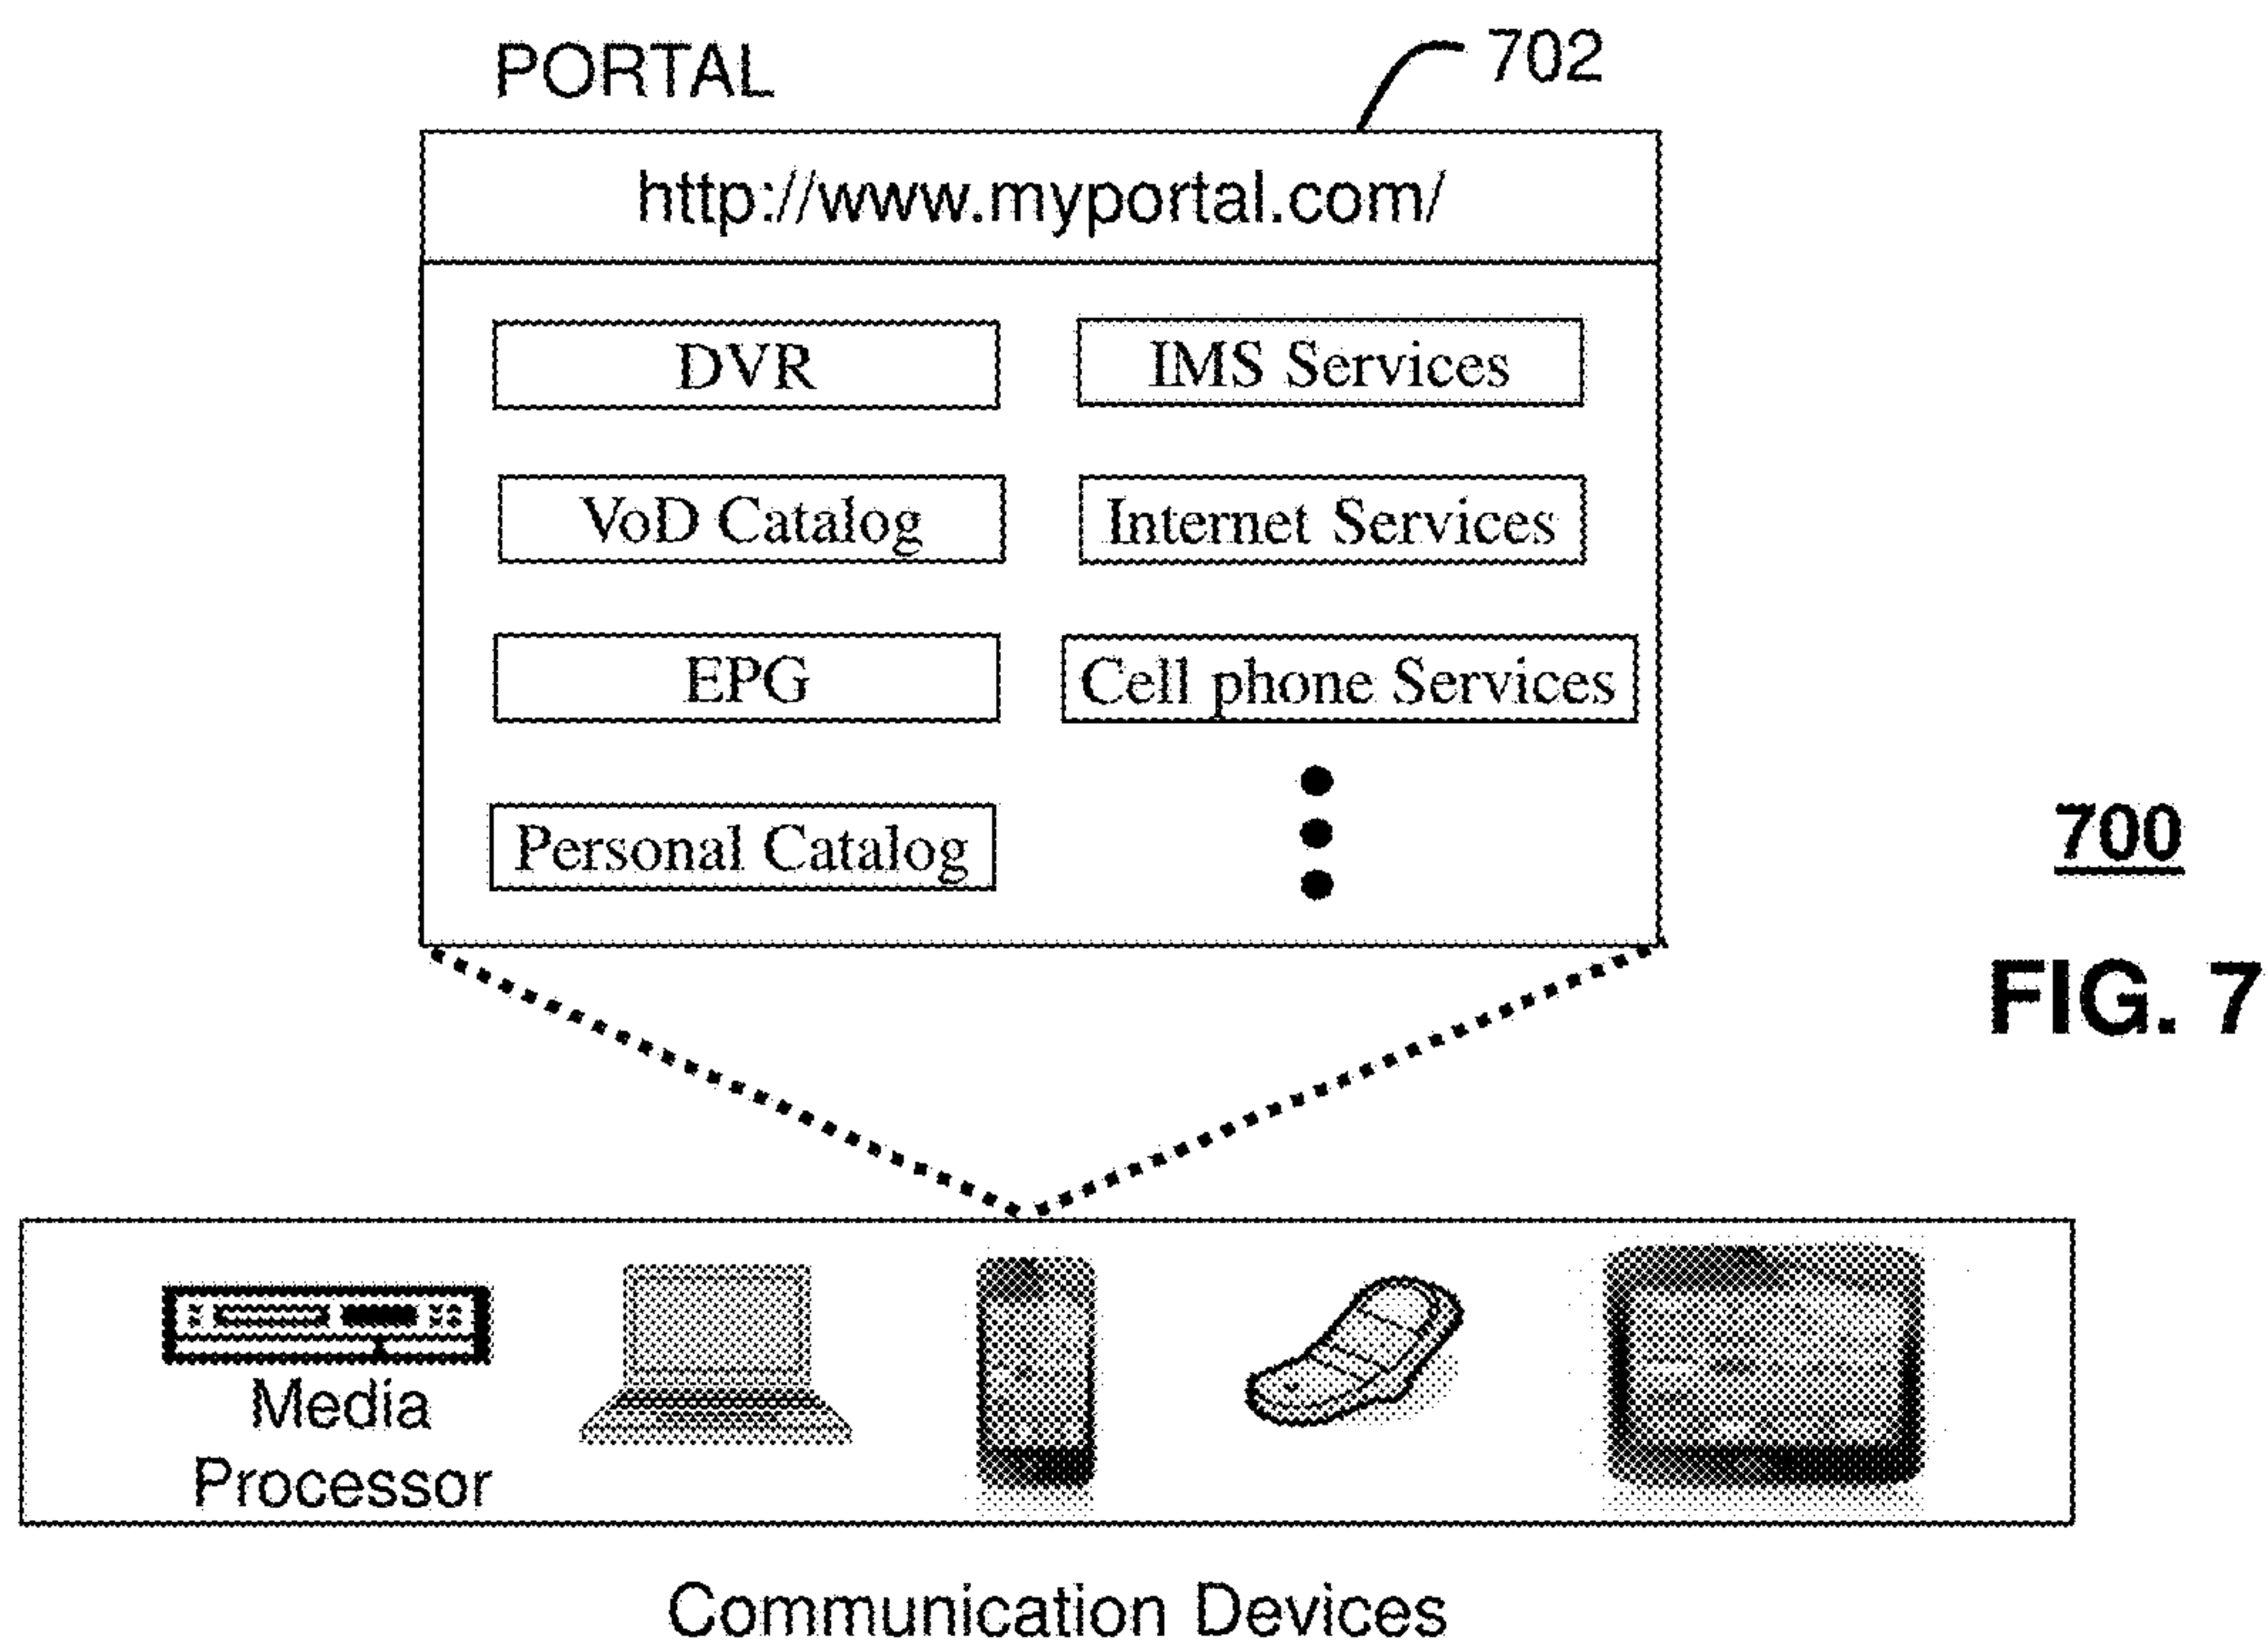 PORTAL
702
http://www.myportal.com/
DVR
IMS Services
VoD Catalog
Internet Services
EPG
Cell phone Services
Personal Catalog
700
FIG. 7
Media
Processor
Communication Devices